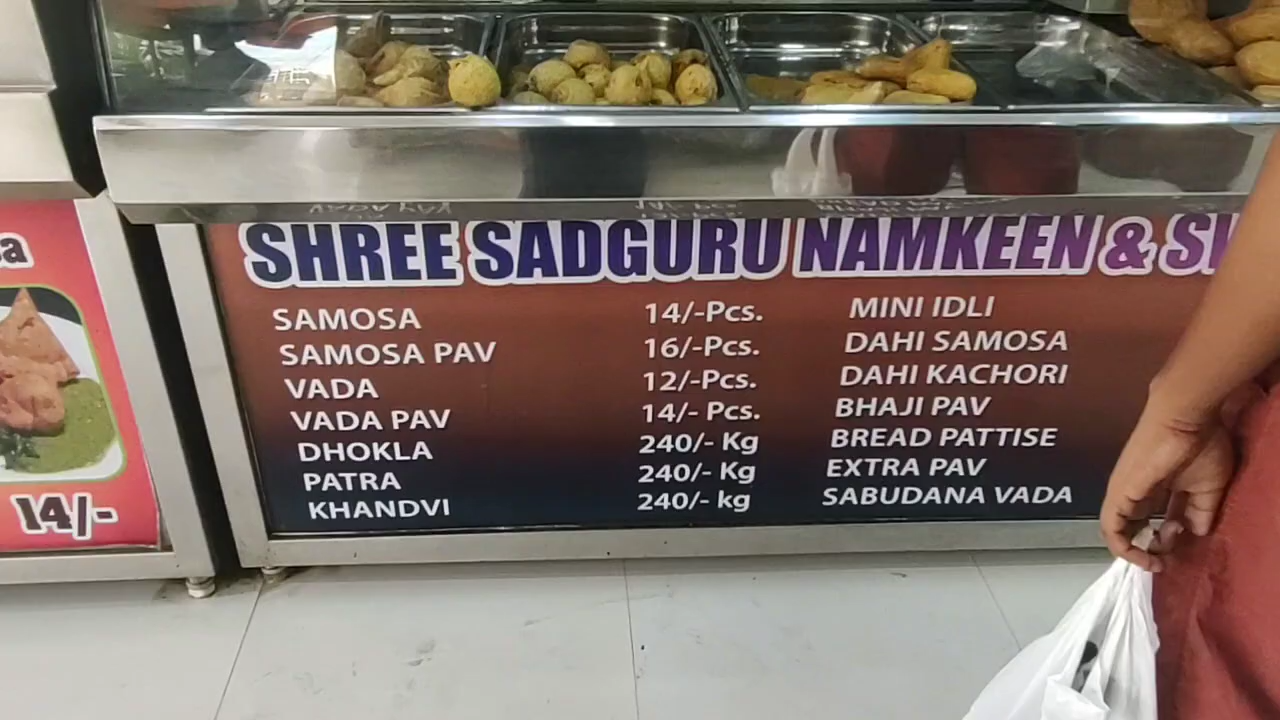 SHREE SADGURU NAMKEEN &
SAMOSA 14/-Pcs. MINI IDLI
SAMOSA PAV 16/-Pcs. DAHI SAMOSA
VADA 12/-Pcs. DAHI KACHORI
VADA PAV 14/- Pcs. BHAJI PAV
DHOKLA 240/- Kg BREAD PATTISE
PATRA 240/- Kg EXTRA PAV
KHANDVI 240/- kg SABUDANA VADA
14/-